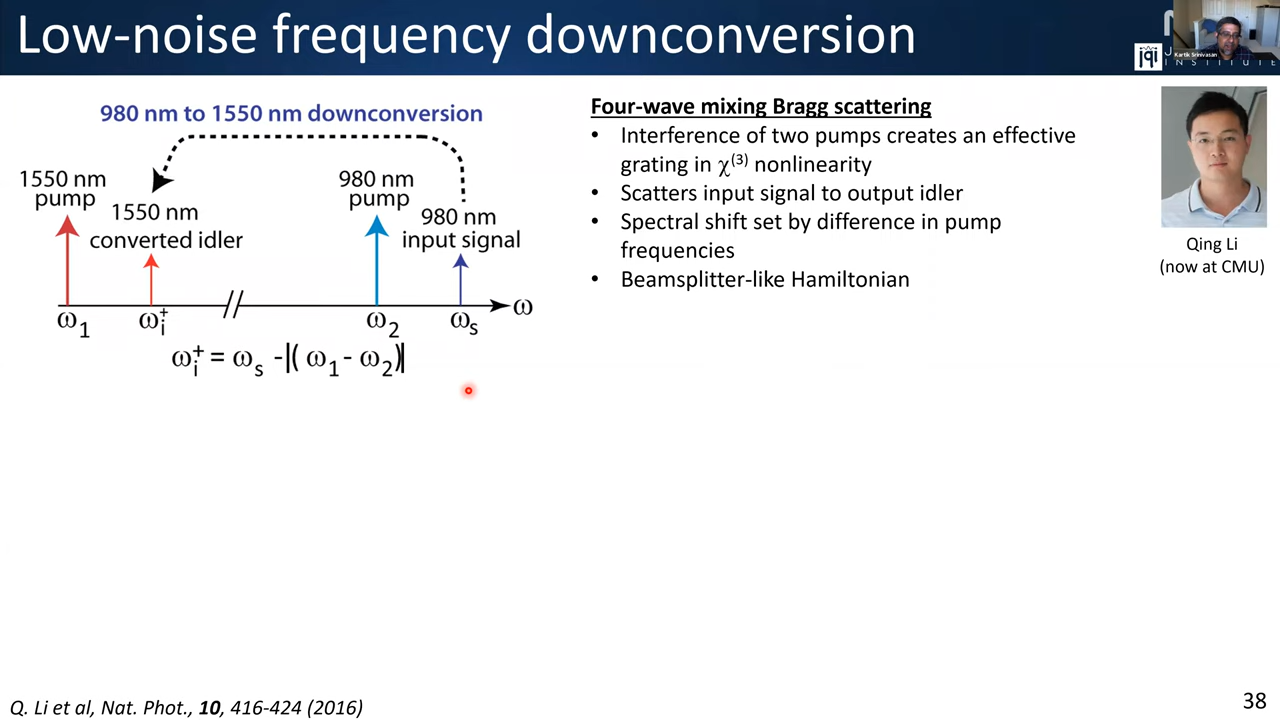 Low-noise frequency downconversion
jqi
INSTITUTE
Kartik Srinivasan
980 nm to 1550 nm downconversion
1550 nm
pump
1550 nm
converted idler
980 nm
pump
980 nm
input signal
ω
ω₁
ωᵢ⁺
ω₂
ωₛ
ωᵢ⁺ = ωₛ -|( ω₁ - ω₂)|
Four-wave mixing Bragg scattering
• Interference of two pumps creates an effective
grating in χ⁽³⁾ nonlinearity
• Scatters input signal to output idler
• Spectral shift set by difference in pump
frequencies
• Beamsplitter-like Hamiltonian
Qing Li
(now at CMU)
Q. Li et al, Nat. Phot., 10, 416-424 (2016)
38